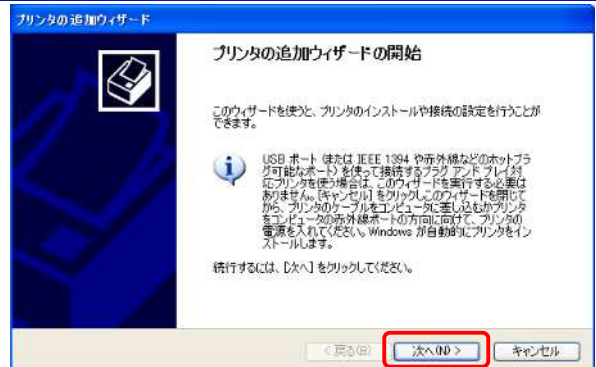 プリンタの追加ウィザード
プリンタの追加ウィザードの開始
このウィザードを使うと、プリンタのインストールや接続の設定を行うことが
できます。
USB ポート (または IEEE 1394 や赤外線などのホットプラ
グ可能なポート) を使って接続するプラグ アンド プレイ対
応プリンタを使う場合は、このウィザードを実行する必要は
ありません。[キャンセル] をクリックしこのウィザードを閉じて
から、プリンタのケーブルをコンピュータに差し込むかプリンタ
をコンピュータの赤外線ポートの方向に向けて、プリンタの
電源を入れてください。Windows が自動的にプリンタをイン
ストールします。
続行するには、[次へ] をクリックしてください。
< 戻る(B)
次へ(N) >
キャンセル